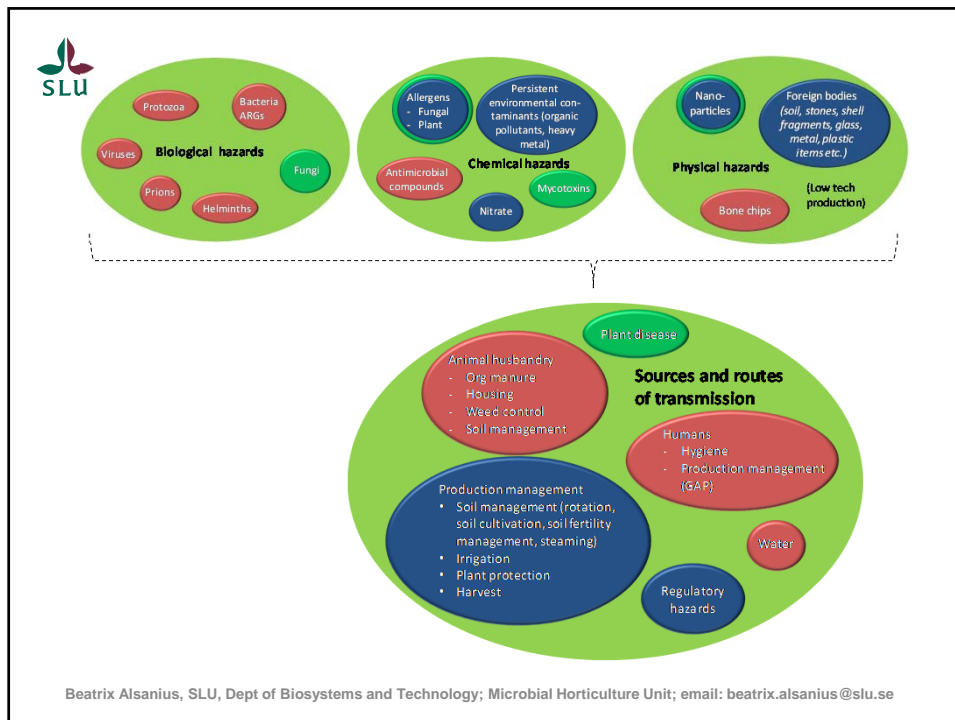 SLU
Protozoa
Bacteria
ARGs
Viruses
Biological hazards
Fungi
Prions
Helminths
Allergens
- Fungal
- Plant
Persistent
environmental con-
taminants (organic
pollutants, heavy
metal)
Chemical hazards
Antimicrobial
compounds
Mycotoxins
Nitrate
Nano-
particles
Foreign bodies
(soil, stones, shell
fragments, glass,
metal, plastic
items etc.)
Physical hazards
(Low tech
production)
Bone chips
Plant disease
Animal husbandry
- Org manure
- Housing
- Weed control
- Soil management
Sources and routes
of transmission
Humans
- Hygiene
- Production management
(GAP)
Production management
• Soil management (rotation,
soil cultivation, soil fertility
management, steaming)
• Irrigation
• Plant protection
• Harvest
Water
Regulatory
hazards
Beatrix Alsanius, SLU, Dept of Biosystems and Technology; Microbial Horticulture Unit; email: beatrix.alsanius@slu.se